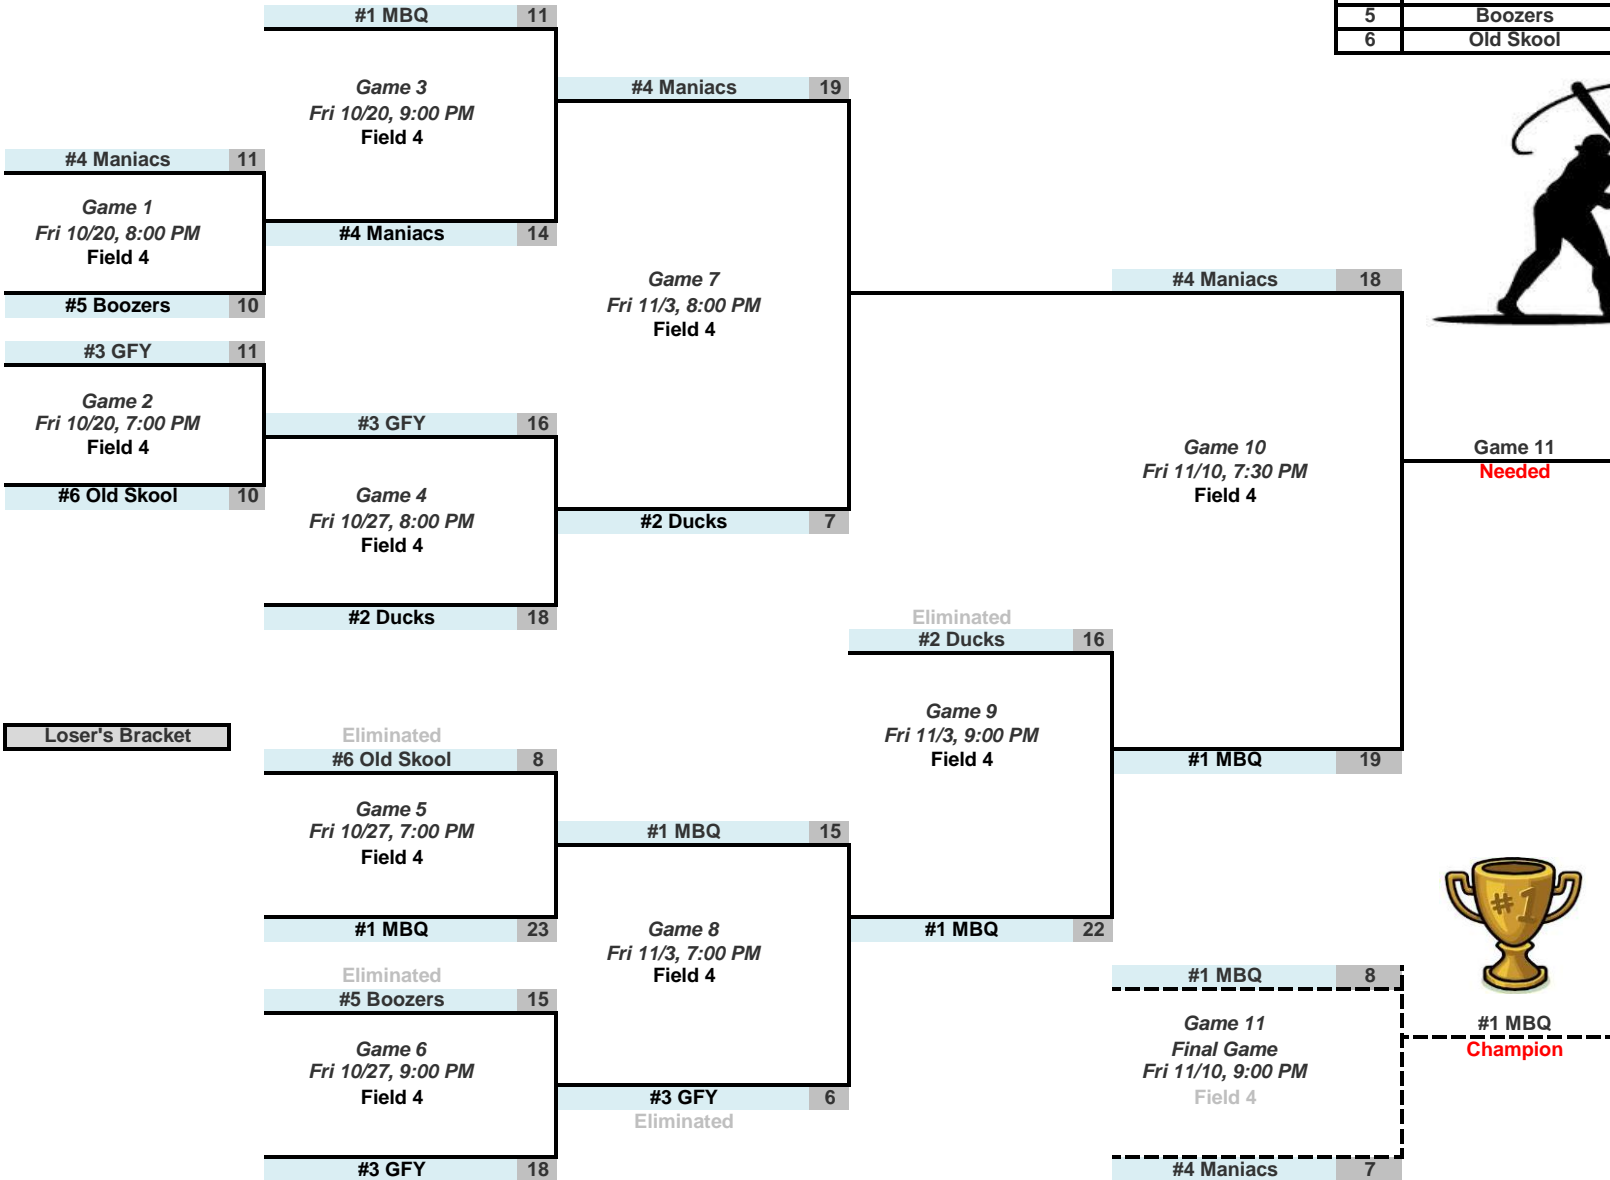 #1 MBQ 11
5 Boozers
6 Old Skool
Game 3
Fri 10/20, 9:00 PM
Field 4
#4 Maniacs 19
#4 Maniacs 11
Game 1
Fri 10/20, 8:00 PM
Field 4
#4 Maniacs 14
#5 Boozers 10
Game 7
Fri 11/3, 8:00 PM
Field 4
#4 Maniacs 18
#3 GFY 11
Game 2
Fri 10/20, 7:00 PM
Field 4
#3 GFY 16
#6 Old Skool 10
Game 4
Fri 10/27, 8:00 PM
Field 4
#2 Ducks 7
Game 10
Fri 11/10, 7:30 PM
Field 4
Game 11
Needed
#2 Ducks 18
Eliminated
#2 Ducks 16
Game 9
Fri 11/3, 9:00 PM
Field 4
Loser's Bracket
Eliminated
#6 Old Skool 8
#1 MBQ 19
Game 5
Fri 10/27, 7:00 PM
Field 4
#1 MBQ 15
#1 MBQ 23
Game 8
Fri 11/3, 7:00 PM
Field 4
#1 MBQ 22
#1
Eliminated
#5 Boozers 15
#1 MBQ 8
Game 6
Fri 10/27, 9:00 PM
Field 4
Game 11
Final Game
Fri 11/10, 9:00 PM
Field 4
#1 MBQ
Champion
#3 GFY 6
Eliminated
#3 GFY 18
#4 Maniacs 7